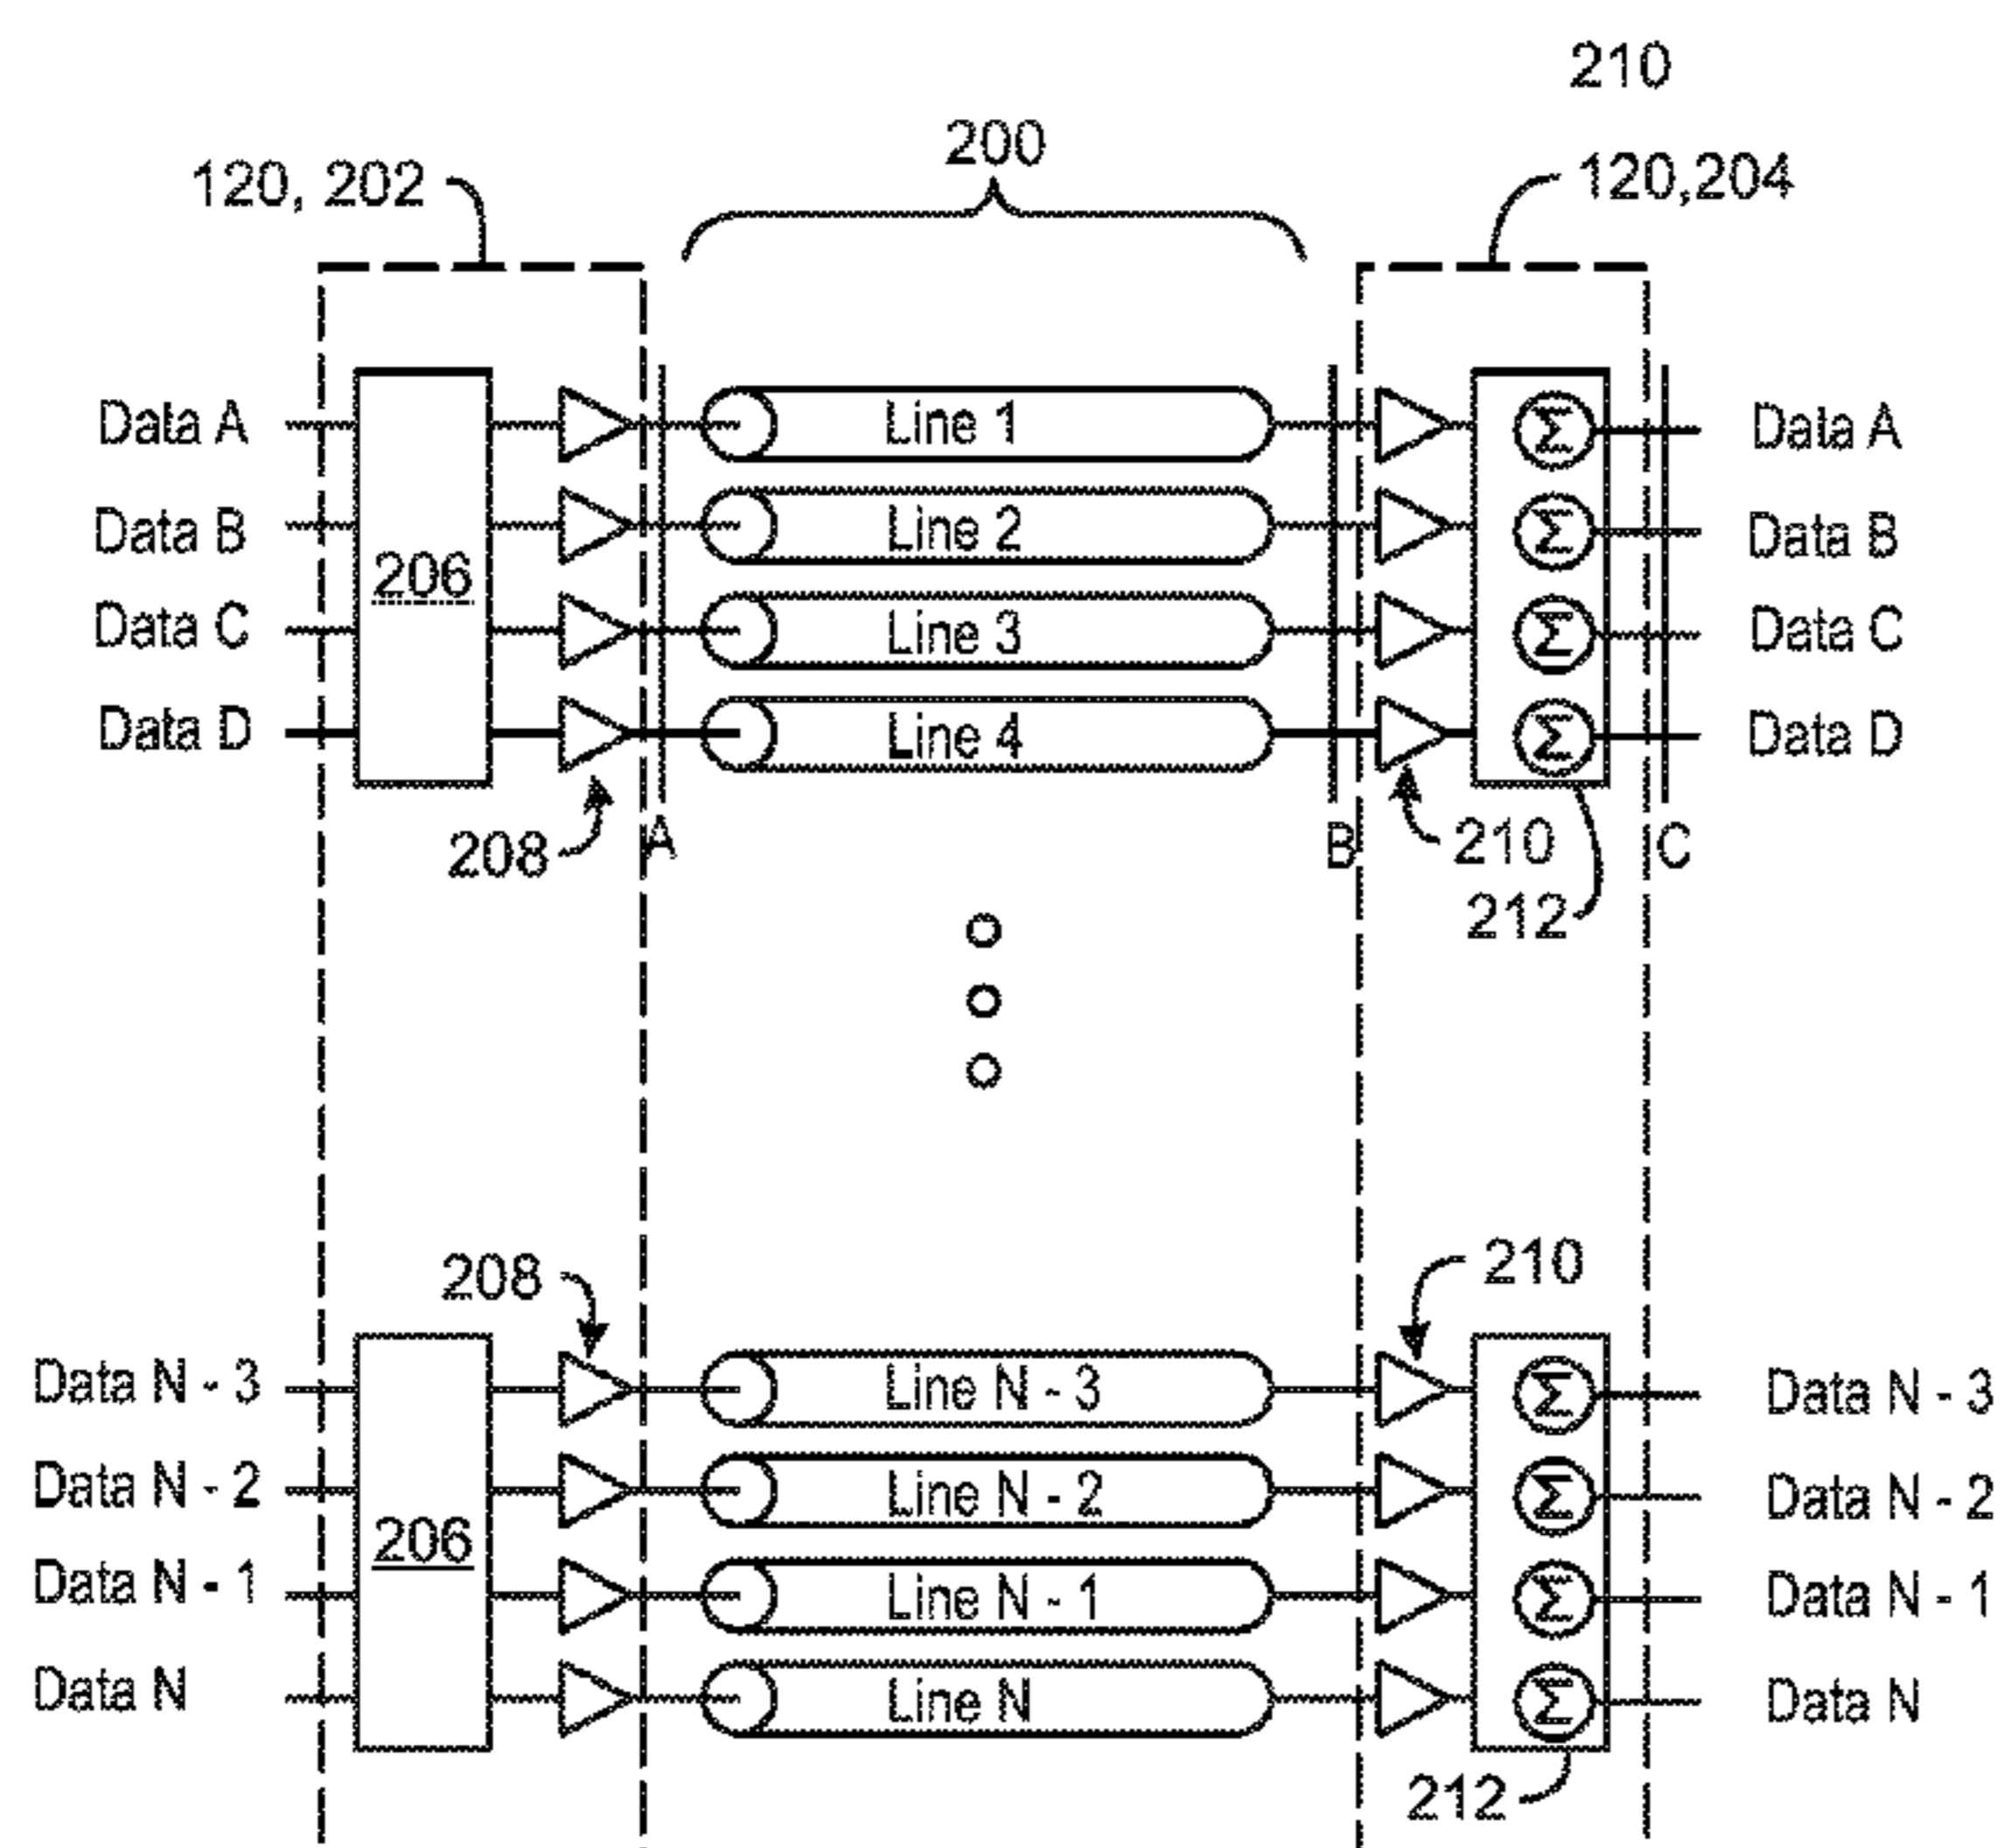 210
200
120, 202
120,204
Data A Line 1 Σ Data A
Data B Line 2 Σ Data B
206
Data C Line 3 Σ Data C
Data D Line 4 Σ Data D
208 A B 210 C
212
208 210
Data N - 3 Line N - 3 Σ Data N - 3
Data N - 2 Line N - 2 Σ Data N - 2
206
Data N - 1 Line N - 1 Σ Data N - 1
Data N Line N Σ Data N
212